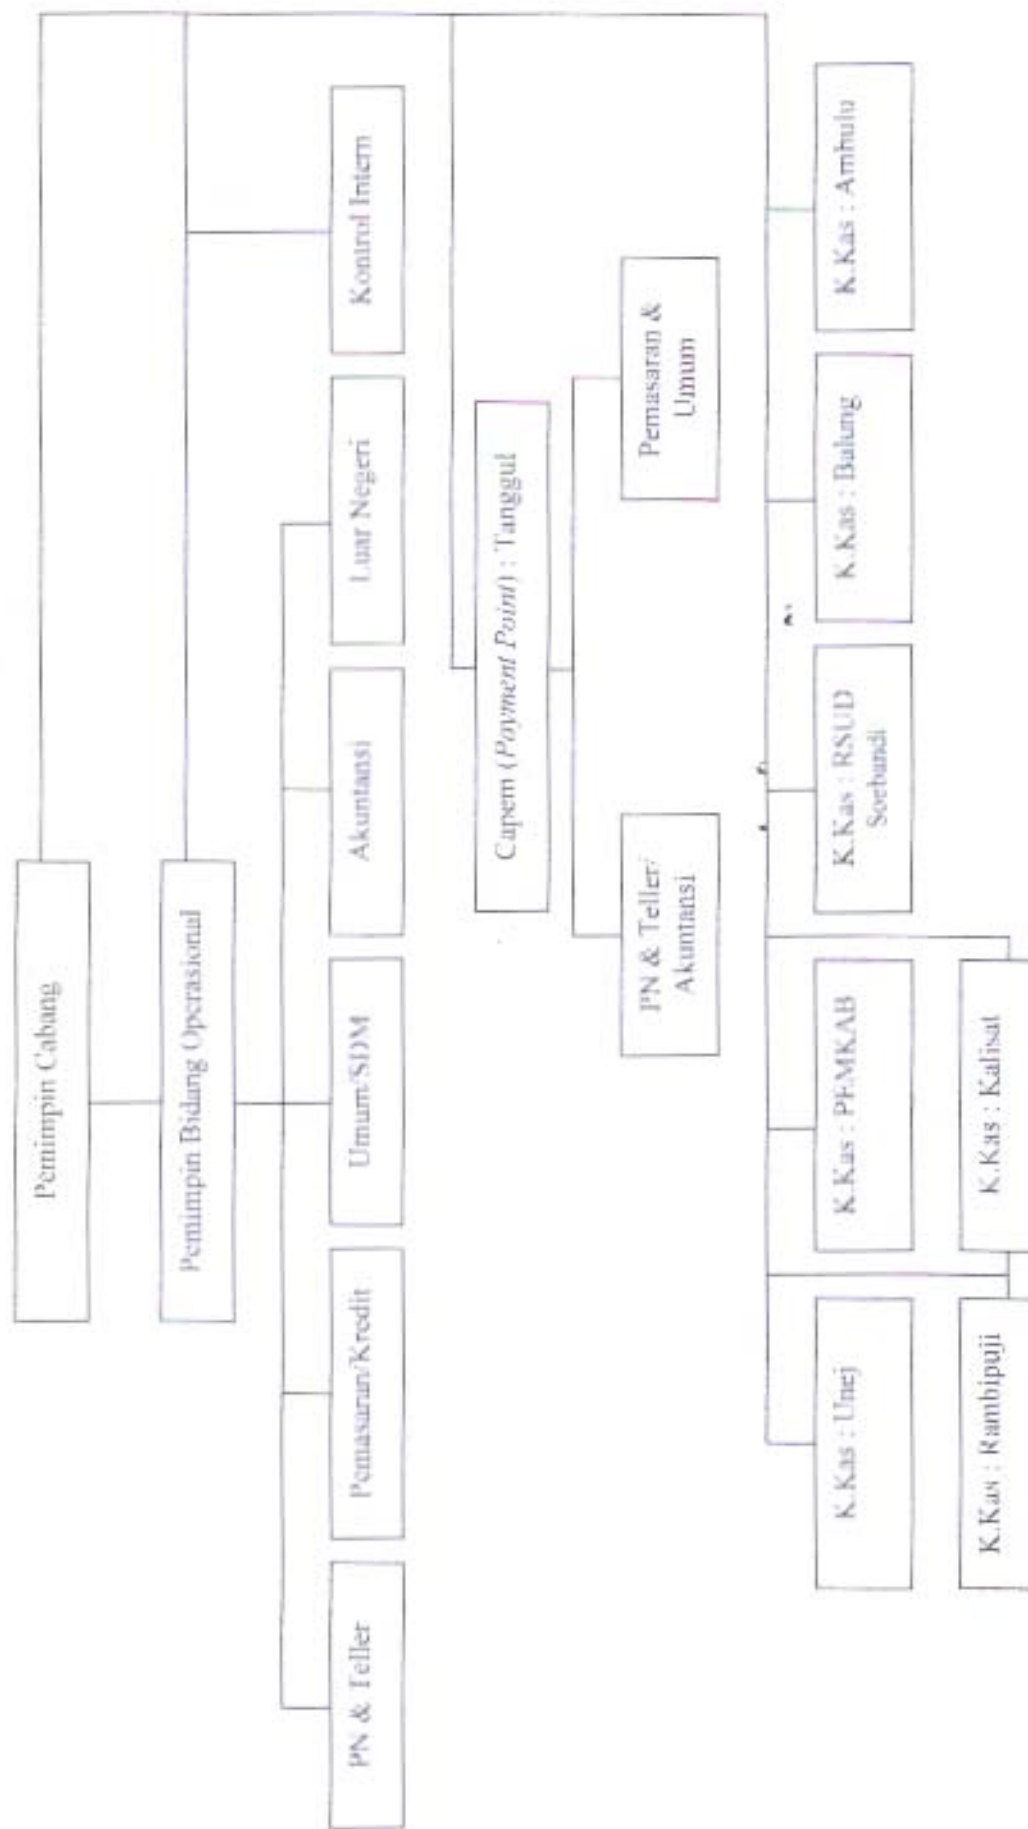 Pemimpin Cabang
Pemimpin Bidang Operasional
PN & Teller
Pemasaran/Kredit
Umum/SDM
Akuntansi
Luar Negeri
Kontrol Intern
Capem (Payment Point) : Tanggul
PN & Teller/
Akuntansi
Pemasaran &
Umum
K.Kas : Unej
K.Kas : PEMKAB
K.Kas : RSUD
Soebandi
K.Kas : Balung
K.Kas : Ambulu
K.Kas : Rambipuji
K.Kas : Kalisat